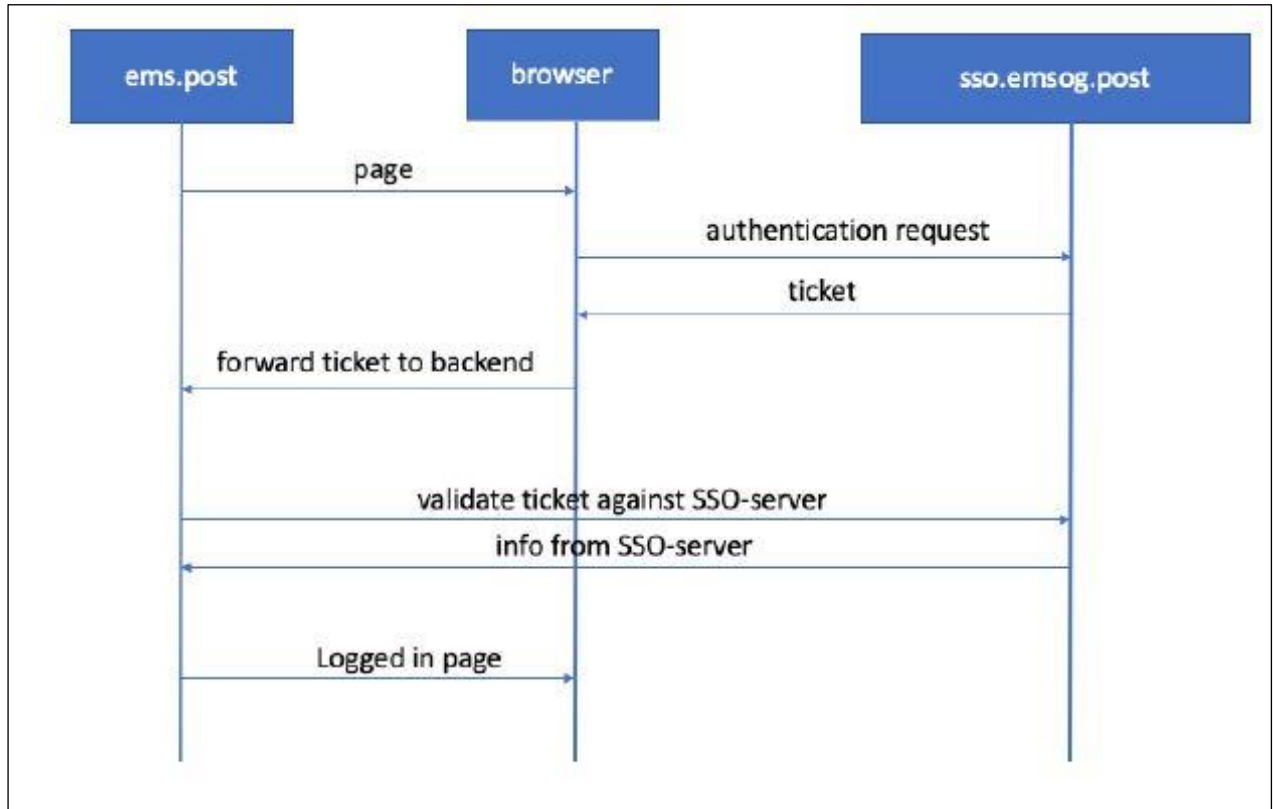 ems.post
browser
sso.emsog.post
page
authentication request
ticket
forward ticket to backend
validate ticket against SSO-server
info from SSO-server
Logged in page